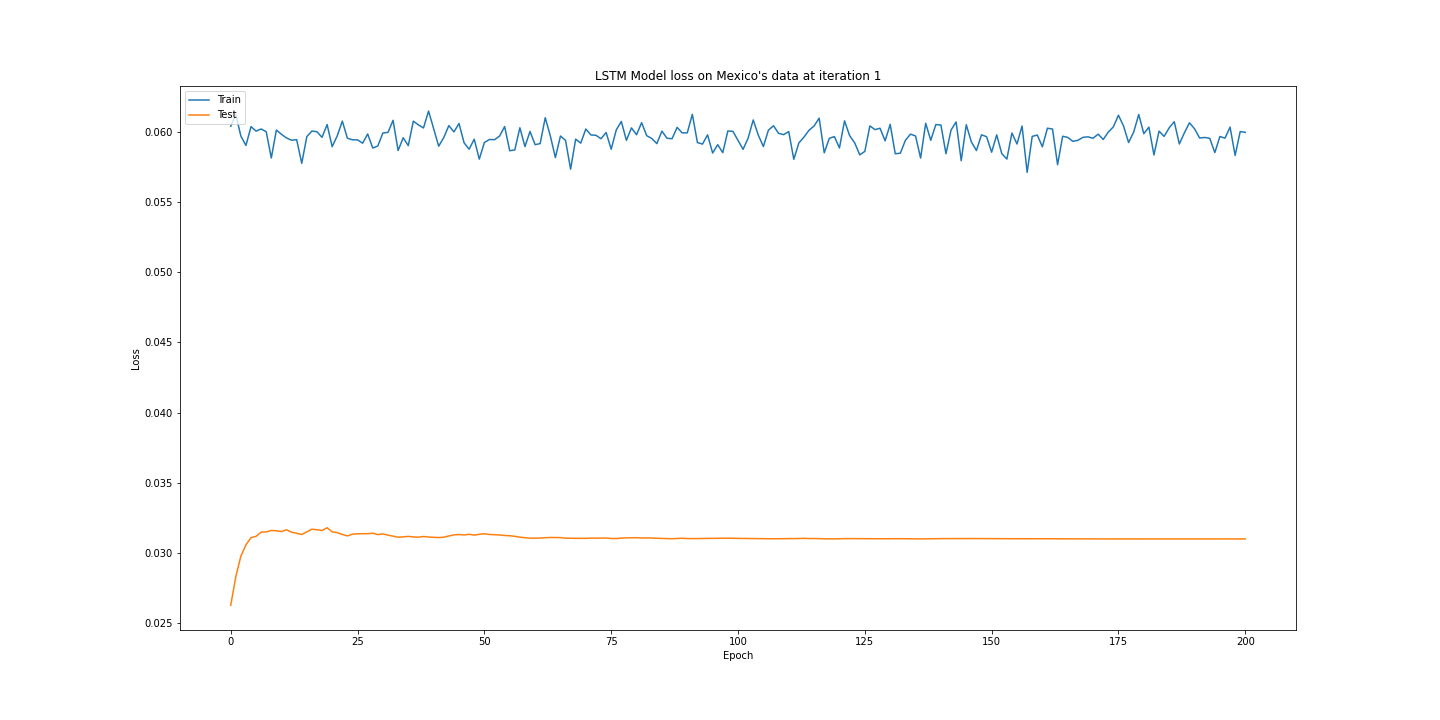 LSTM Model loss on Mexico's data at iteration 1
Train
Test
0.060
0.055
0.050
0.045
0.040
0.035
0.030
0.025
Loss
0 25 50 75 100 125 150 175 200
Epoch